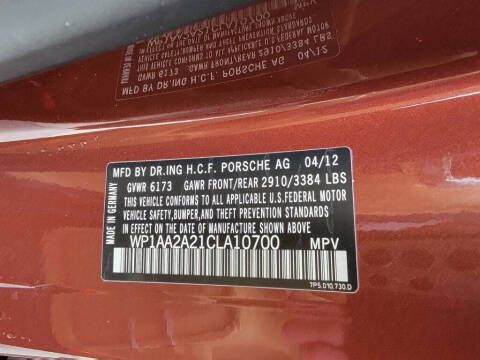 MFD BY DR.ING H.C.F. PORSCHE AG 04/12
GVWR 6173 GAWR FRONT/REAR 2910/3384 LBS
THIS VEHICLE CONFORMS TO ALL APPLICABLE U.S.FEDERAL MOTOR
VEHICLE SAFETY,BUMPER,AND THEFT PREVENTION STANDARDS
IN EFFECT ON THE DATE OF MANUFACTURE SHOWN ABOVE.
WP1AA2A21CLA10700 MPV
7P5.010.730.D
MADE IN GERMANY